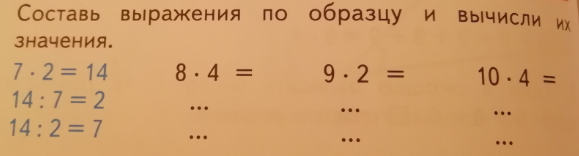 Составь выражения по образцу и вычисли их
значения.
7 · 2 = 14 8 · 4 = 9 · 2 = 10 · 4 =
14 : 7 = 2 ... ... ...
14 : 2 = 7 ... ... ...